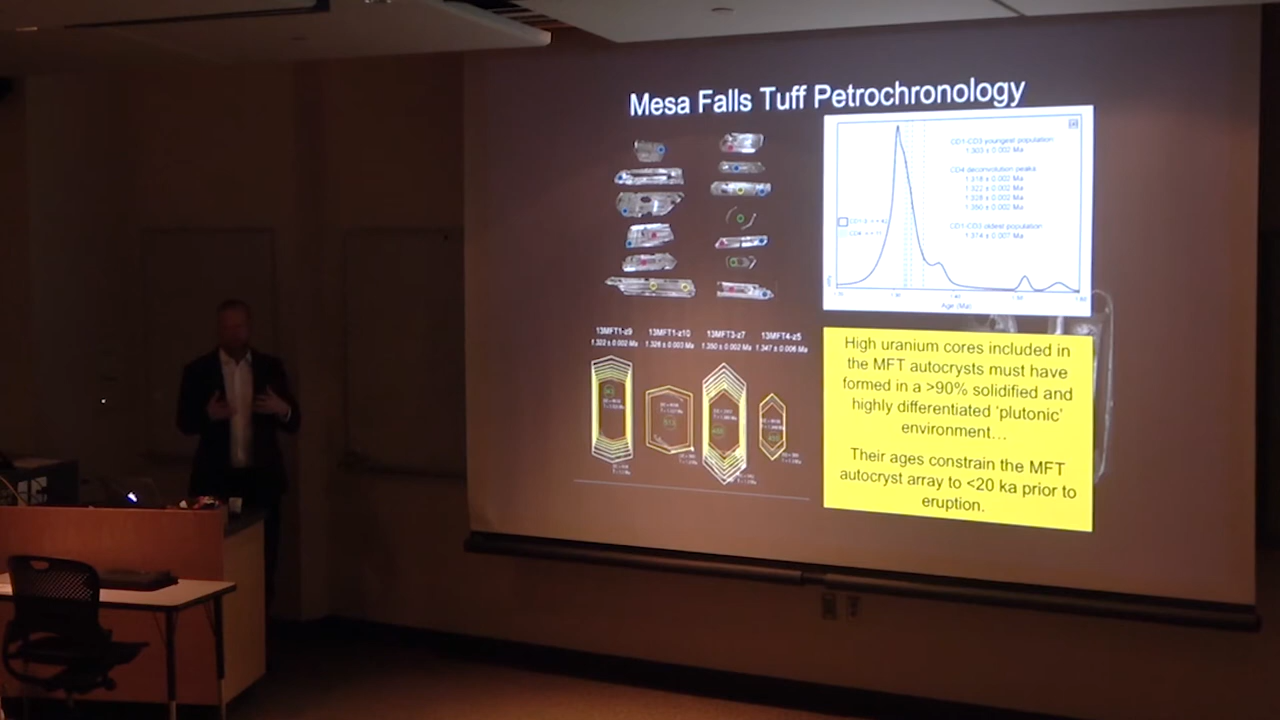 Mesa Falls Tuff Petrochronology
CD1-CD3 youngest population:
1.303 ± 0.002 Ma
CD4 deconvolution peaks:
1.318 ± 0.002 Ma
1.322 ± 0.002 Ma
1.328 ± 0.002 Ma
1.350 ± 0.002 Ma
CD1-CD3 oldest population:
1.374 ± 0.007 Ma
Age (Ma)
13MFT1-z9 13MFT1-z10 13MFT3-z7 13MFT4-z5
1.322 ± 0.002 Ma 1.326 ± 0.003 Ma 1.350 ± 0.002 Ma 1.347 ± 0.006 Ma
High uranium cores included in
the MFT autocrysts must have
formed in a >90% solidified and
highly differentiated 'plutonic'
environment…
Their ages constrain the MFT
autocryst array to <20 ka prior to
eruption.